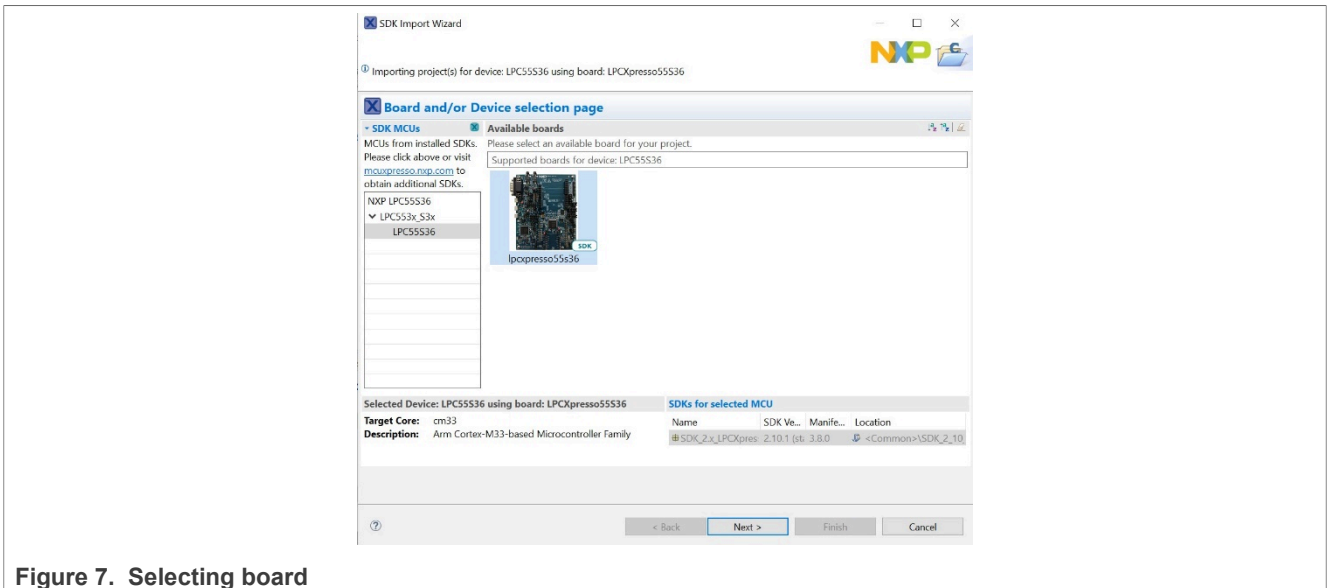 SDK Import Wizard
NXP
Importing project(s) for device: LPC55S36 using board: LPCXpresso55S36
Board and/or Device selection page
SDK MCUs
MCUs from installed SDKs.
Please click above or visit
mcuxpresso.nxp.com to
obtain additional SDKs.
NXP LPC55S36
LPC553x_S3x
LPC55S36
Available boards
Please select an available board for your project.
Supported boards for device: LPC55S36
SDK
lpcxpresso55s36
Selected Device: LPC55S36 using board: LPCXpresso55S36
Target Core: cm33
Description: Arm Cortex-M33-based Microcontroller Family
SDKs for selected MCU
Name SDK Ve... Manife... Location
SDK_2.x_LPCXpres 2.10.1 (sta 3.8.0 <Common>\SDK_2_10
< Back Next > Finish Cancel
Figure 7. Selecting board